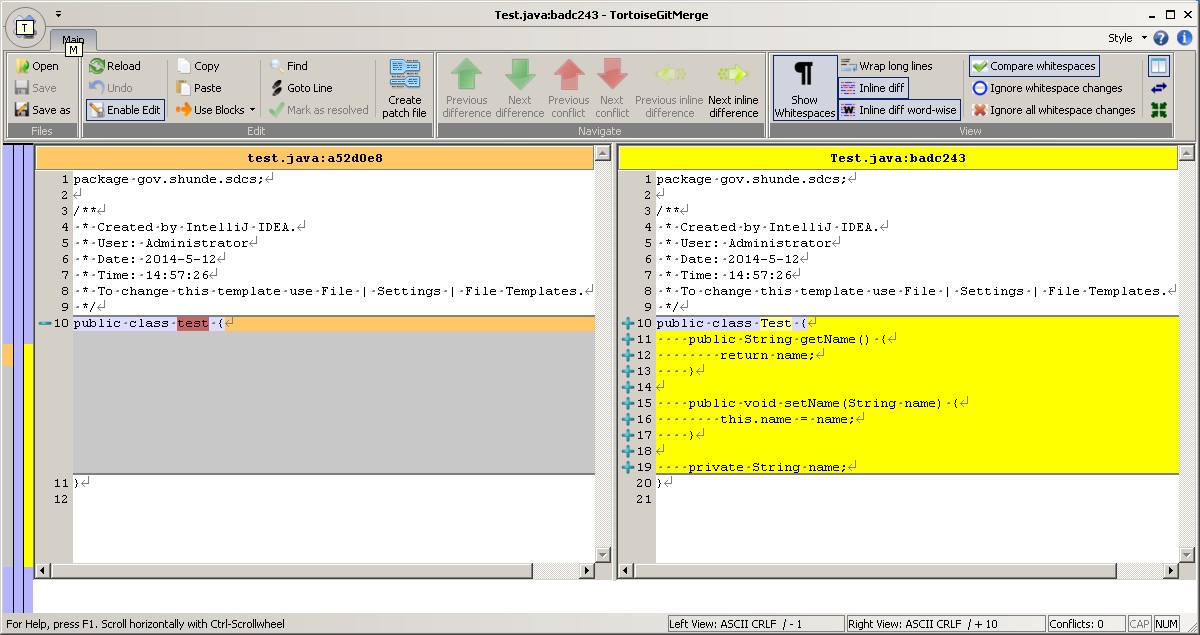 Test.java:badc243 - TortoiseGitMerge
T
Main
M
Style
Open
Save
Save as
Files
Reload
Undo
Enable Edit
Copy
Paste
Use Blocks
Find
Goto Line
Mark as resolved
Create patch file
Edit
Previous difference
Next difference
Previous conflict
Next conflict
Previous inline difference
Next inline difference
Navigate
Show Whitespaces
Wrap long lines
Inline diff
Inline diff word-wise
Compare whitespaces
Ignore whitespace changes
Ignore all whitespace changes
View
test.java:a52d0e8
1 package·gov.shunde.sdcs;↵
2 ↵
3 /**↵
4 ·*·Created·by·IntelliJ·IDEA.↵
5 ·*·User:·Administrator↵
6 ·*·Date:·2014-5-12↵
7 ·*·Time:·14:57:26↵
8 ·*·To·change·this·template·use·File·|·Settings·|·File·Templates.↵
9 ·*/↵
10 public·class·test·{↵
11 }↵
12
Test.java:badc243
1 package·gov.shunde.sdcs;↵
2 ↵
3 /**↵
4 ·*·Created·by·IntelliJ·IDEA.↵
5 ·*·User:·Administrator↵
6 ·*·Date:·2014-5-12↵
7 ·*·Time:·14:57:26↵
8 ·*·To·change·this·template·use·File·|·Settings·|·File·Templates.↵
9 ·*/↵
10 public·class·Test·{↵
11 ····public·String·getName()·{↵
12 ········return·name;↵
13 ····}↵
14 ↵
15 ····public·void·setName(String·name)·{↵
16 ········this.name·=·name;↵
17 ····}↵
18 ↵
19 ····private·String·name;↵
20 }↵
21
For Help, press F1. Scroll horizontally with Ctrl-Scrollwheel
Left View: ASCII CRLF / - 1
Right View: ASCII CRLF / + 10
Conflicts: 0
CAP
NUM